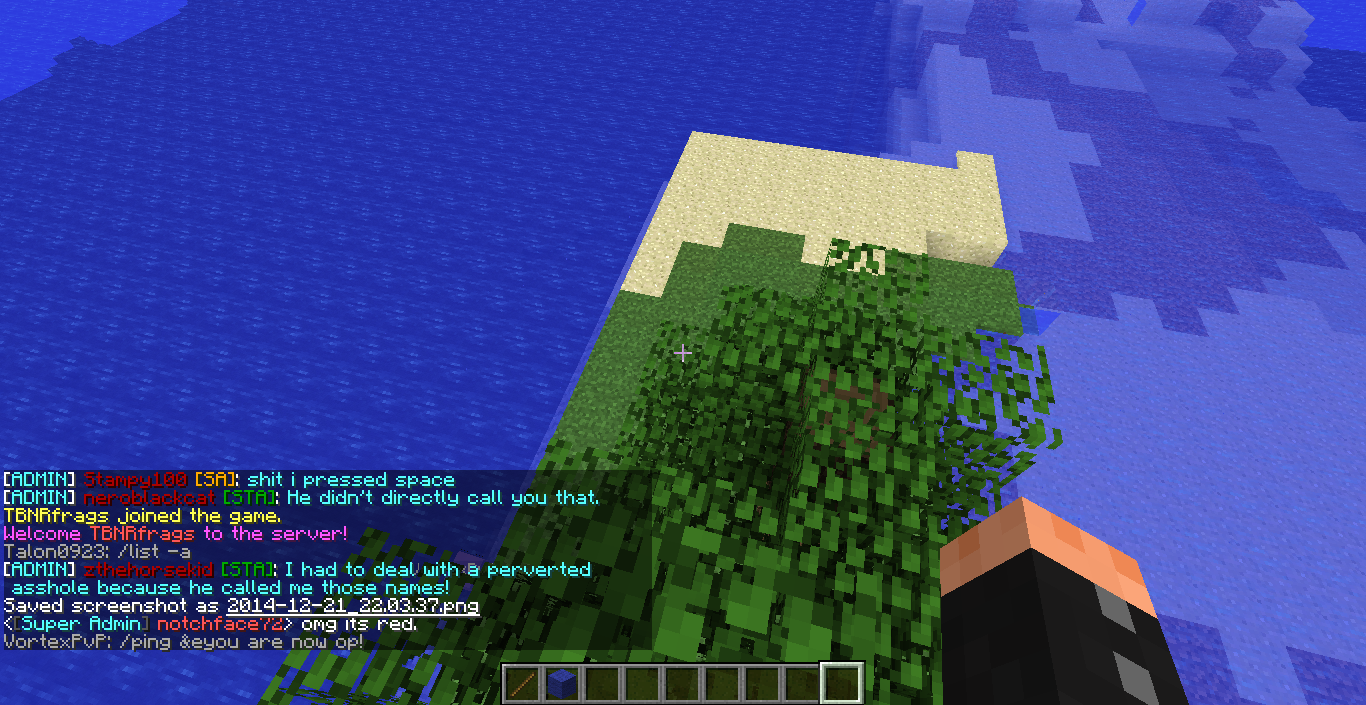 [ADMIN] Stampy100 [SA]: shit i pressed space
[ADMIN] neroblackcat [STA]: He didn't directly call you that.
TBNRfrags joined the game.
Welcome TBNRfrags to the server!
Talon0923: /list -a
[ADMIN] zthehorsekid [STA]: I had to deal with a perverted
asshole because he called me those names!
Saved screenshot as 2014-12-21_22.03.37.png
<[Super Admin] notchface72> omg its red.
VortexPvP: /ping &eyou are now op!